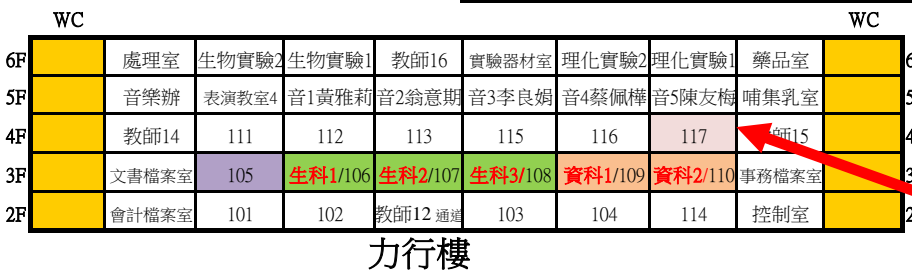 WC WC
6F 處理室 生物實驗2 生物實驗1 教師16 實驗器材室 理化實驗2 理化實驗1 藥品室 6
5F 音樂辦 表演教室4 音1黃雅莉 音2翁意期 音3李良娟 音4蔡佩樺 音5陳友梅 哺集乳室 5
4F 教師14 111 112 113 115 116 117 師15 4
3F 文書檔案室 105 生科1/106 生科2/107 生科3/108 資科1/109 資科2/110 事務檔案室 3
2F 會計檔案室 101 102 教師12 通道 103 104 114 控制室 2
力行樓